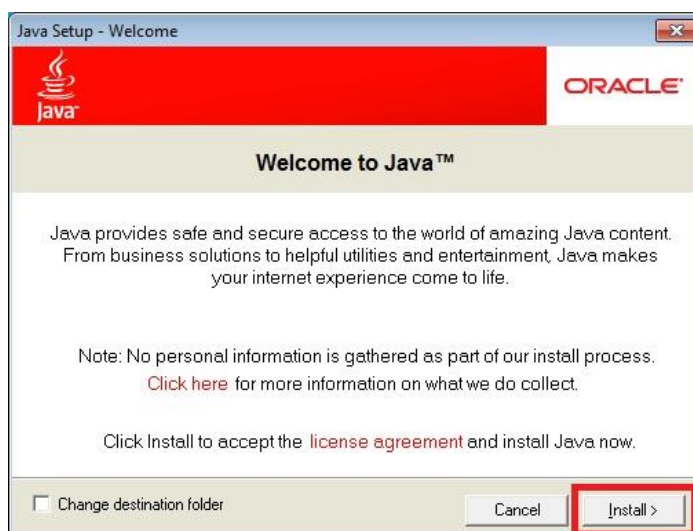 Java Setup - Welcome
Java™
ORACLE®
Welcome to Java™
Java provides safe and secure access to the world of amazing Java content.
From business solutions to helpful utilities and entertainment, Java makes
your internet experience come to life.
Note: No personal information is gathered as part of our install process.
Click here for more information on what we do collect.
Click Install to accept the license agreement and install Java now.
Change destination folder
Cancel
Install >